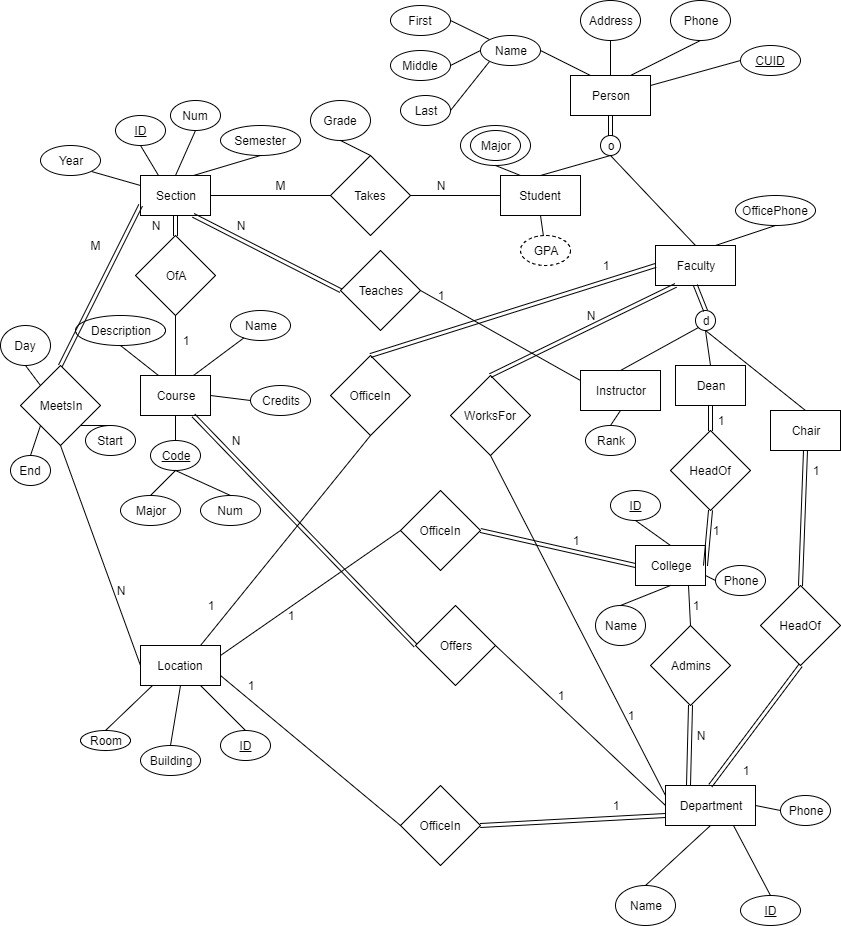 First
Address
Phone
Name
Middle
CUID
Last
Person
Num
Grade
ID
Semester
o
Major
Year
M
N
Section
Takes
Student
OfficePhone
N
N
M
GPA
1
Faculty
OfA
Teaches
1
N
d
Description
Name
1
Day
Instructor
Dean
MeetsIn
Course
OfficeIn
Credits
WorksFor
1
Chair
Start
N
Rank
Code
End
HeadOf
1
Major
Num
ID
OfficeIn
1
1
College
Phone
N
1
1
1
Name
HeadOf
Offers
Location
Admins
1
1
1
N
Room
ID
Building
1
1
Department
Phone
OfficeIn
Name
ID